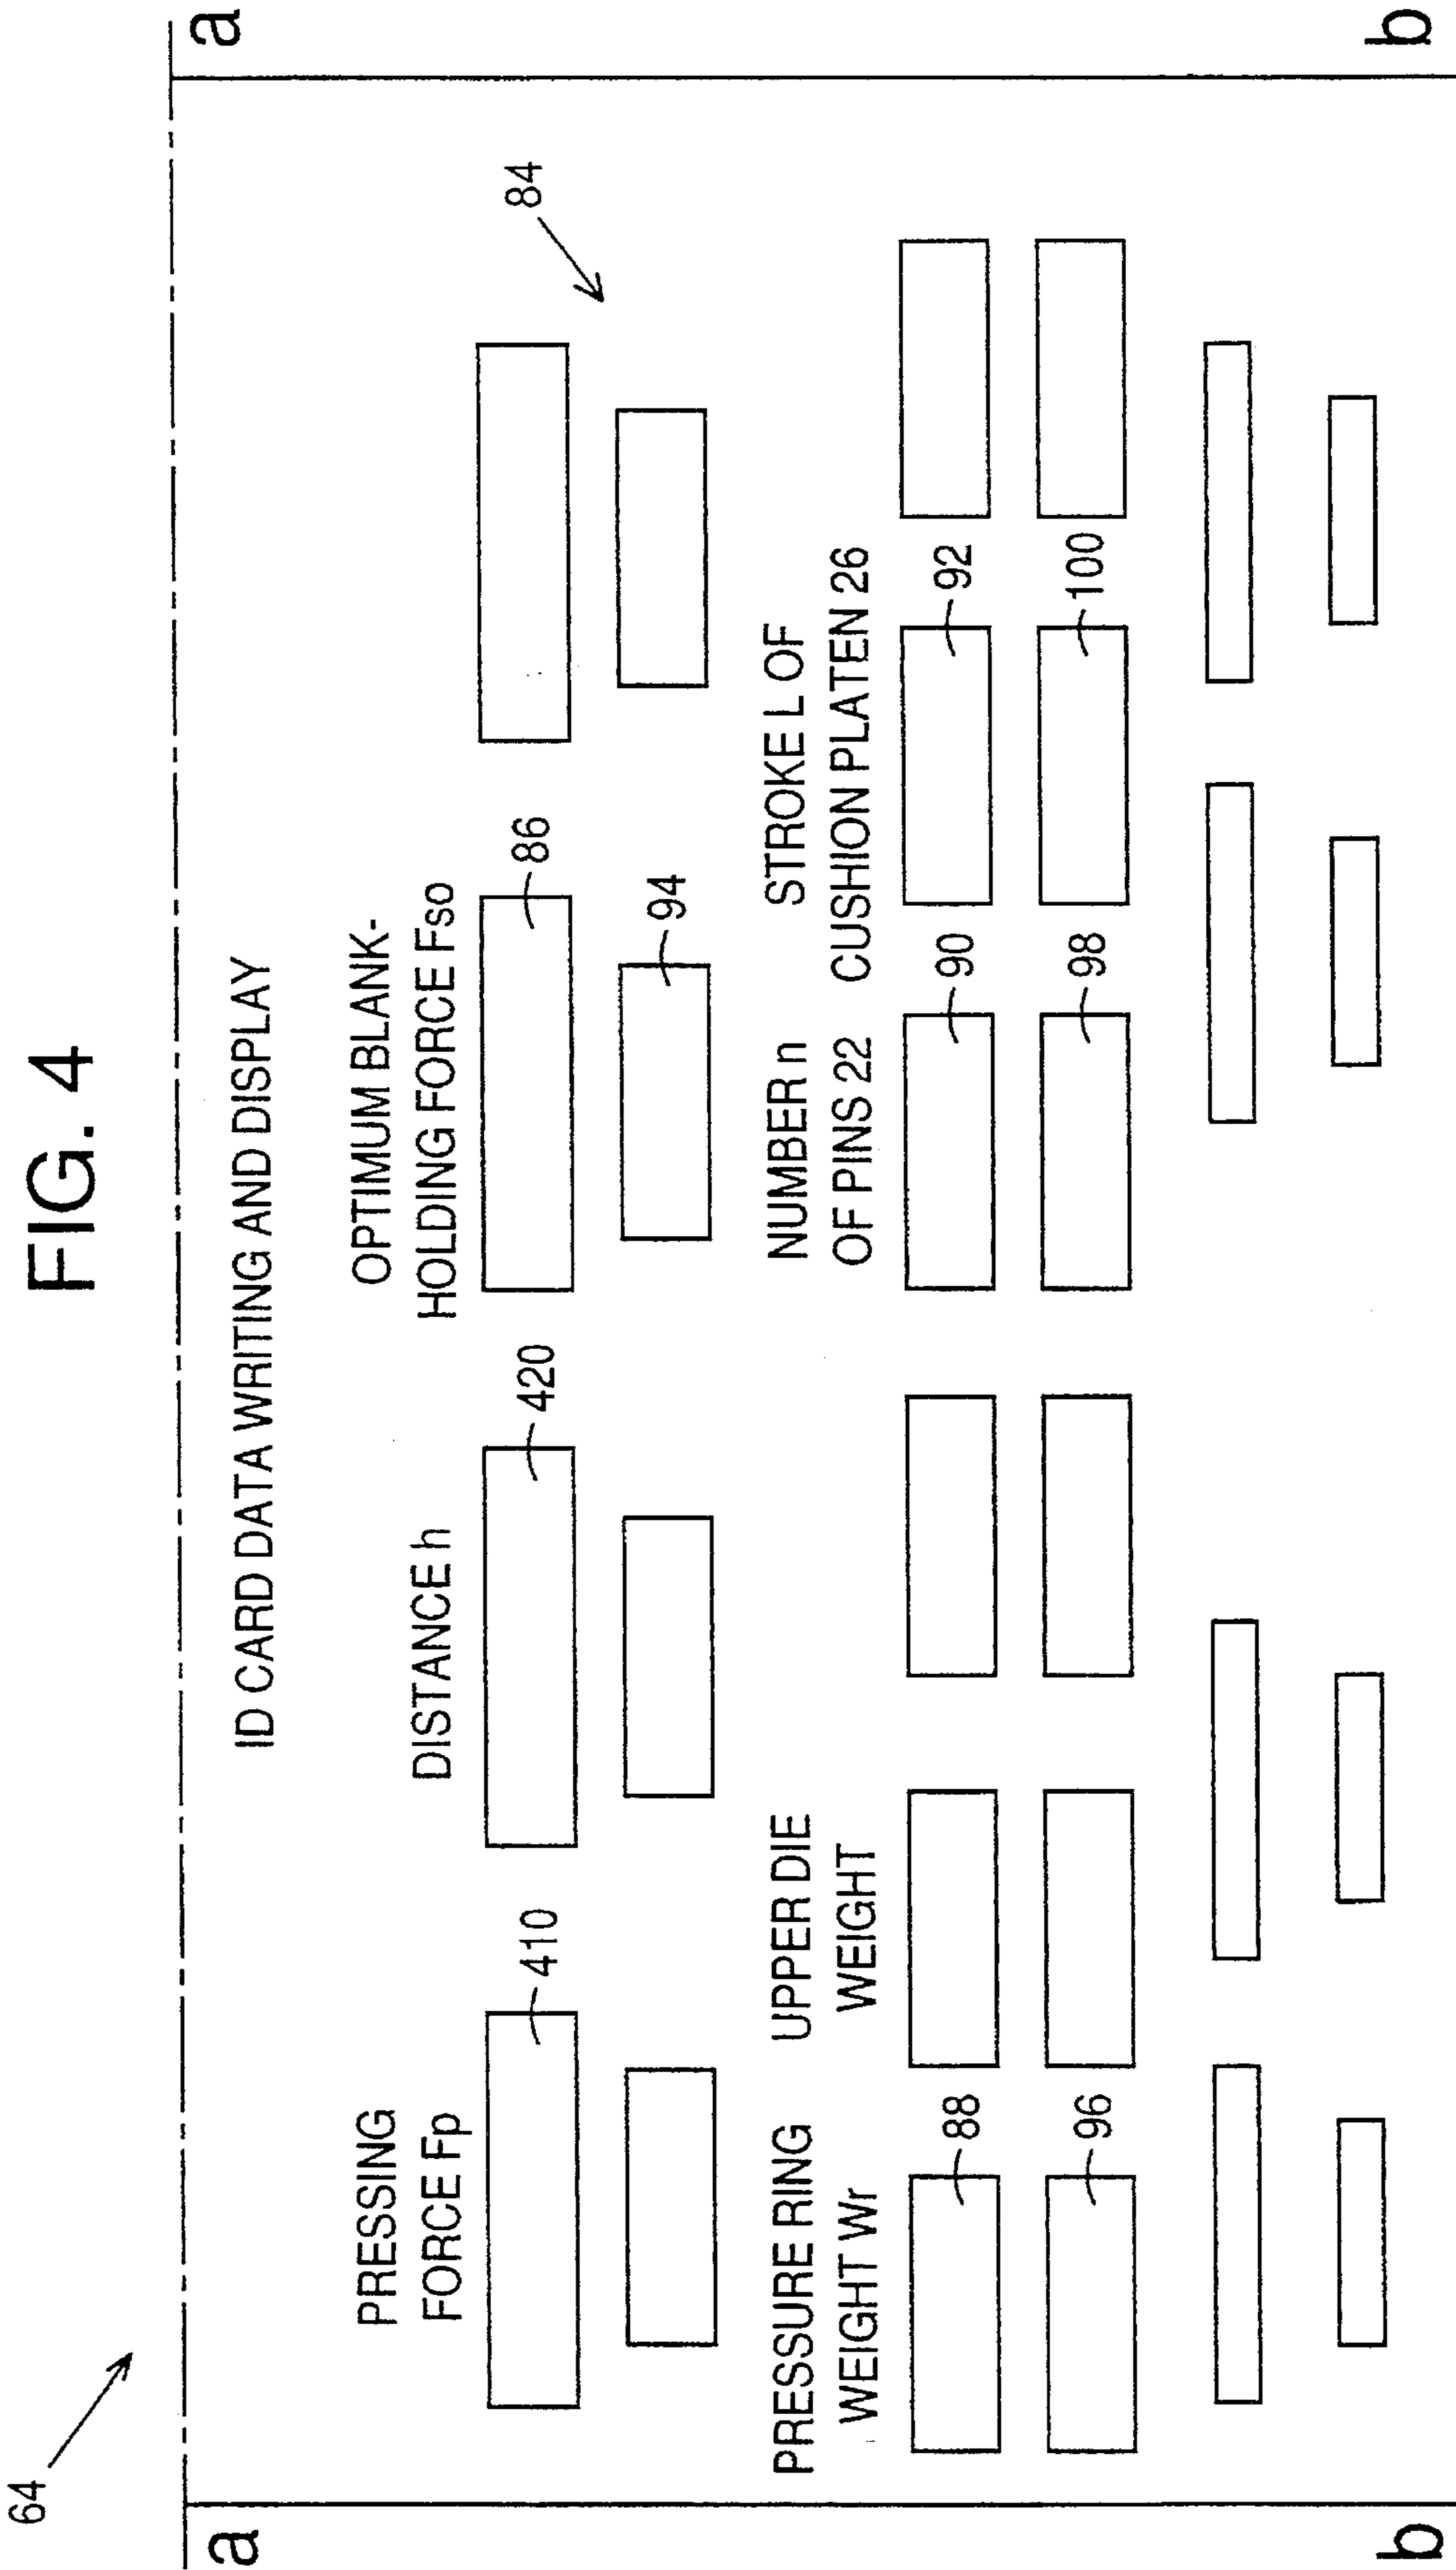 FIG. 4
64
a
a
ID CARD DATA WRITING AND DISPLAY
84
PRESSING
FORCE Fp
410
DISTANCE h
420
OPTIMUM BLANK-
HOLDING FORCE Fso
86
94
PRESSURE RING
WEIGHT Wr
88
96
UPPER DIE
WEIGHT
NUMBER n
OF PINS 22
90
98
STROKE L OF
CUSHION PLATEN 26
92
100
b
b